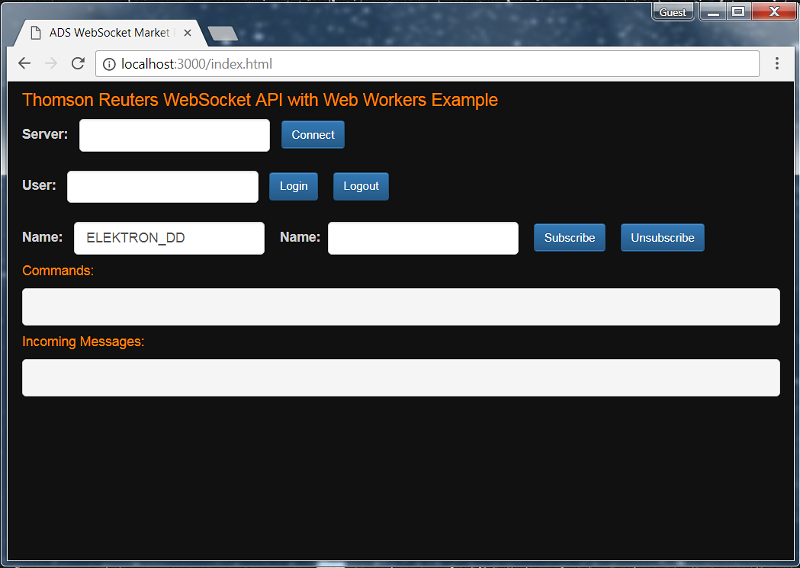 Guest
ADS WebSocket Market
localhost:3000/index.html
Thomson Reuters WebSocket API with Web Workers Example
Server: Connect
User: Login Logout
Name: ELEKTRON_DD Name: Subscribe Unsubscribe
Commands:
Incoming Messages: